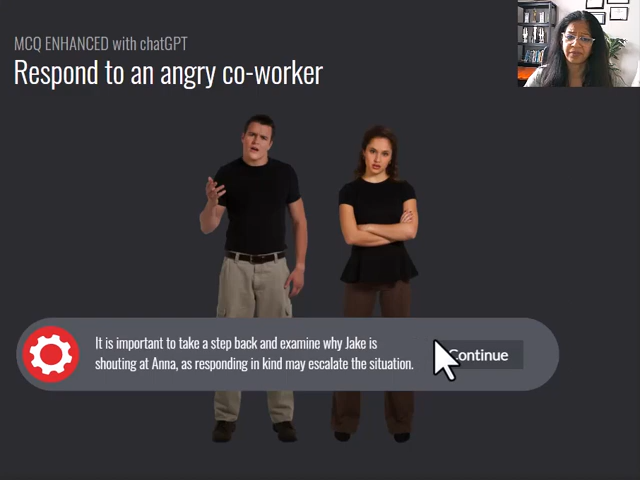 MCQ ENHANCED with chatGPT
Respond to an angry co-worker
It is important to take a step back and examine why Jake is
shouting at Anna, as responding in kind may escalate the situation.
Continue